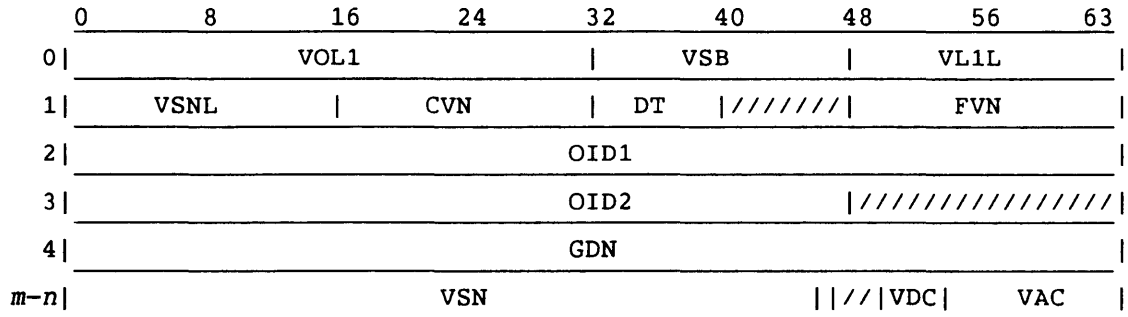 0 8 16 24 32 40 48 56 63
0| VOL1 | VSB | VL1L |
1| VSNL | CVN | DT |///////| FVN |
2| OID1 |
3| OID2 |////////////////|
4| GDN |
m-n| VSN ||//|VDC| VAC |